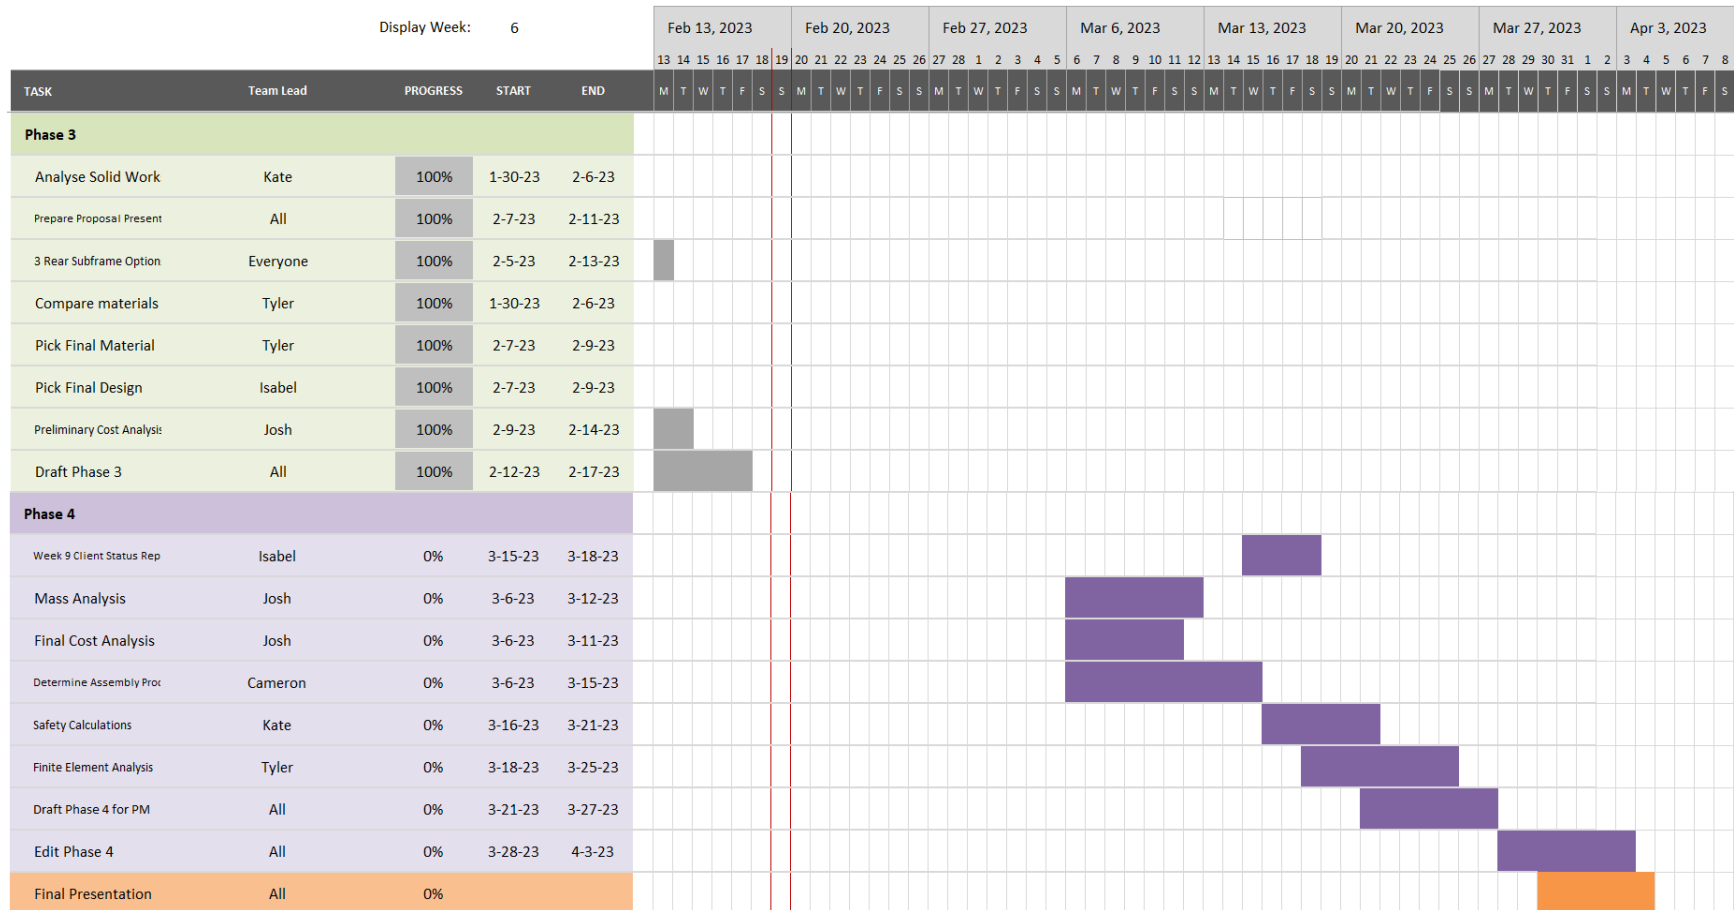 Display Week: 6
Feb 13, 2023 Feb 20, 2023 Feb 27, 2023 Mar 6, 2023 Mar 13, 2023 Mar 20, 2023 Mar 27, 2023 Apr 3, 2023
13 14 15 16 17 18 19 20 21 22 23 24 25 26 27 28 1 2 3 4 5 6 7 8 9 10 11 12 13 14 15 16 17 18 19 20 21 22 23 24 25 26 27 28 29 30 31 1 2 3 4 5 6 7 8
TASK Team Lead PROGRESS START END M T W T F S S M T W T F S S M T W T F S S M T W T F S S M T W T F S S M T W T F S S M T W T F S S M T W T F S
Phase 3
Analyse Solid Work Kate 100% 1-30-23 2-6-23
Prepare Proposal Present All 100% 2-7-23 2-11-23
3 Rear Subframe Option Everyone 100% 2-5-23 2-13-23
Compare materials Tyler 100% 1-30-23 2-6-23
Pick Final Material Tyler 100% 2-7-23 2-9-23
Pick Final Design Isabel 100% 2-7-23 2-9-23
Preliminary Cost Analysis Josh 100% 2-9-23 2-14-23
Draft Phase 3 All 100% 2-12-23 2-17-23
Phase 4
Week 9 Client Status Rep Isabel 0% 3-15-23 3-18-23
Mass Analysis Josh 0% 3-6-23 3-12-23
Final Cost Analysis Josh 0% 3-6-23 3-11-23
Determine Assembly Proc Cameron 0% 3-6-23 3-15-23
Safety Calculations Kate 0% 3-16-23 3-21-23
Finite Element Analysis Tyler 0% 3-18-23 3-25-23
Draft Phase 4 for PM All 0% 3-21-23 3-27-23
Edit Phase 4 All 0% 3-28-23 4-3-23
Final Presentation All 0%